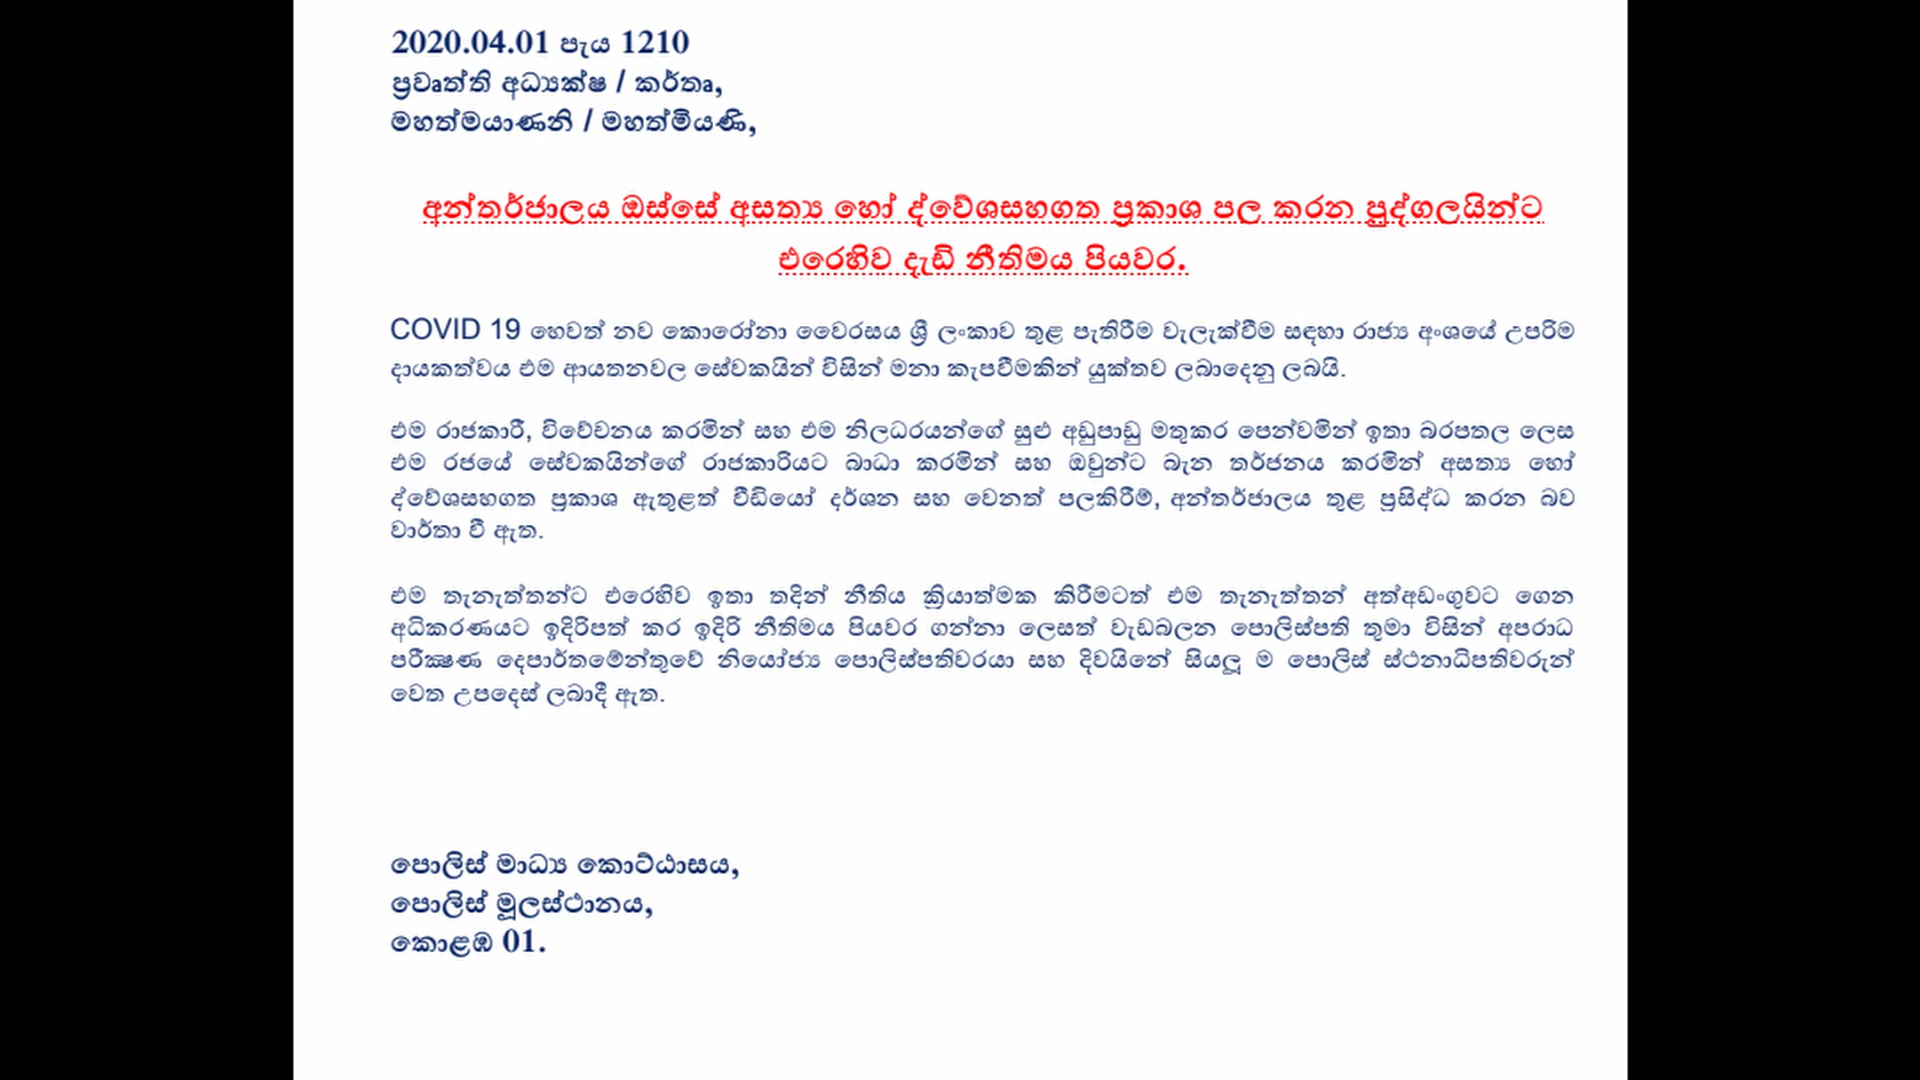 2020.04.01 පැය 1210
ප්‍රවෘත්ති අධ්‍යක්ෂ / කර්තෘ,
මහත්මයාණනි / මහත්මියණි,
අන්තර්ජාලය ඔස්සේ අසත්‍ය හෝ ද්වේශසහගත ප්‍රකාශ පල කරන පුද්ගලයින්ට
එරෙහිව දැඩි නීතිමය පියවර.
COVID 19 හෙවත් නව කොරෝනා වෛරසය ශ්‍රී ලංකාව තුළ පැතිරීම වැලැක්වීම සඳහා රාජ්‍ය අංශයේ උපරිම
දායකත්වය එම ආයතනවල සේවකයින් විසින් මනා කැපවීමකින් යුක්තව ලබාදෙනු ලබයි.
එම රාජකාරී, විවේචනය කරමින් සහ එම නිලධරයන්ගේ සුළු අඩුපාඩු මතුකර පෙන්වමින් ඉතා බරපතල ලෙස
එම රජයේ සේවකයින්ගේ රාජකාරියට බාධා කරමින් සහ ඔවුන්ට බැන තර්ජනය කරමින් අසත්‍ය හෝ
ද්වේශසහගත ප්‍රකාශ ඇතුළත් වීඩියෝ දර්ශන සහ වෙනත් පලකිරීම්, අන්තර්ජාලය තුළ ප්‍රසිද්ධ කරන බව
වාර්තා වී ඇත.
එම තැනැත්තන්ට එරෙහිව ඉතා තදින් නීතිය ක්‍රියාත්මක කිරීමටත් එම තැනැත්තන් අත්අඩංගුවට ගෙන
අධිකරණයට ඉදිරිපත් කර ඉදිරි නීතිමය පියවර ගන්නා ලෙසත් වැඩබලන පොලිස්පති තුමා විසින් අපරාධ
පරීක්‍ෂණ දෙපාර්තමේන්තුවේ නියෝජ්‍ය පොලිස්පතිවරයා සහ දිවයිනේ සියලූ ම පොලිස් ස්ථනාධිපතිවරුන්
වෙත උපදෙස් ලබාදී ඇත.
පොලිස් මාධ්‍ය කොට්ඨාසය,
පොලිස් මූලස්ථානය,
කොළඹ 01.